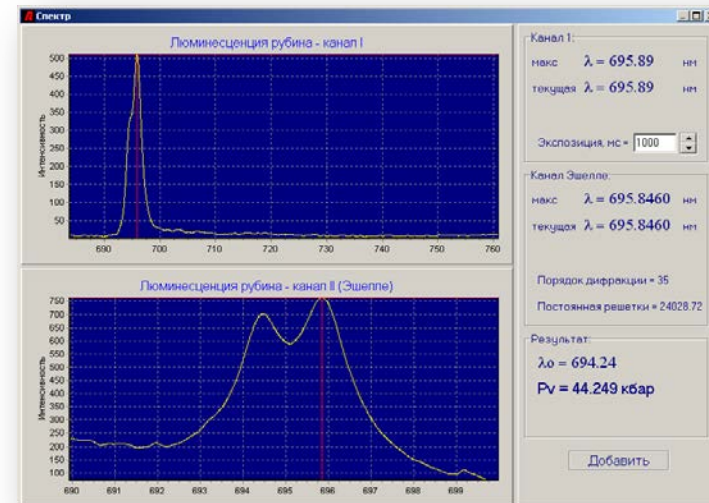 Спектр
Люминесценция рубина - канал I
Интенсивность
500
450
400
350
300
250
200
150
100
50
690 700 710 720 730 740 750 760
Люминесценция рубина - канал II (Эшелле)
Интенсивность
750
700
650
600
550
500
450
400
350
300
250
200
150
100
690 691 692 693 694 695 696 697 698 699
Канал 1:
макс λ = 695.89 нм
текущая λ = 695.89 нм
Экспозиция, мс = 1000
Канал Эшелле:
макс λ = 695.8460 нм
текущая λ = 695.8460 нм
Порядок дифракции = 35
Постоянная решетки = 24028.72
Результат:
λo = 694.24
Pv = 44.249 кбар
Добавить